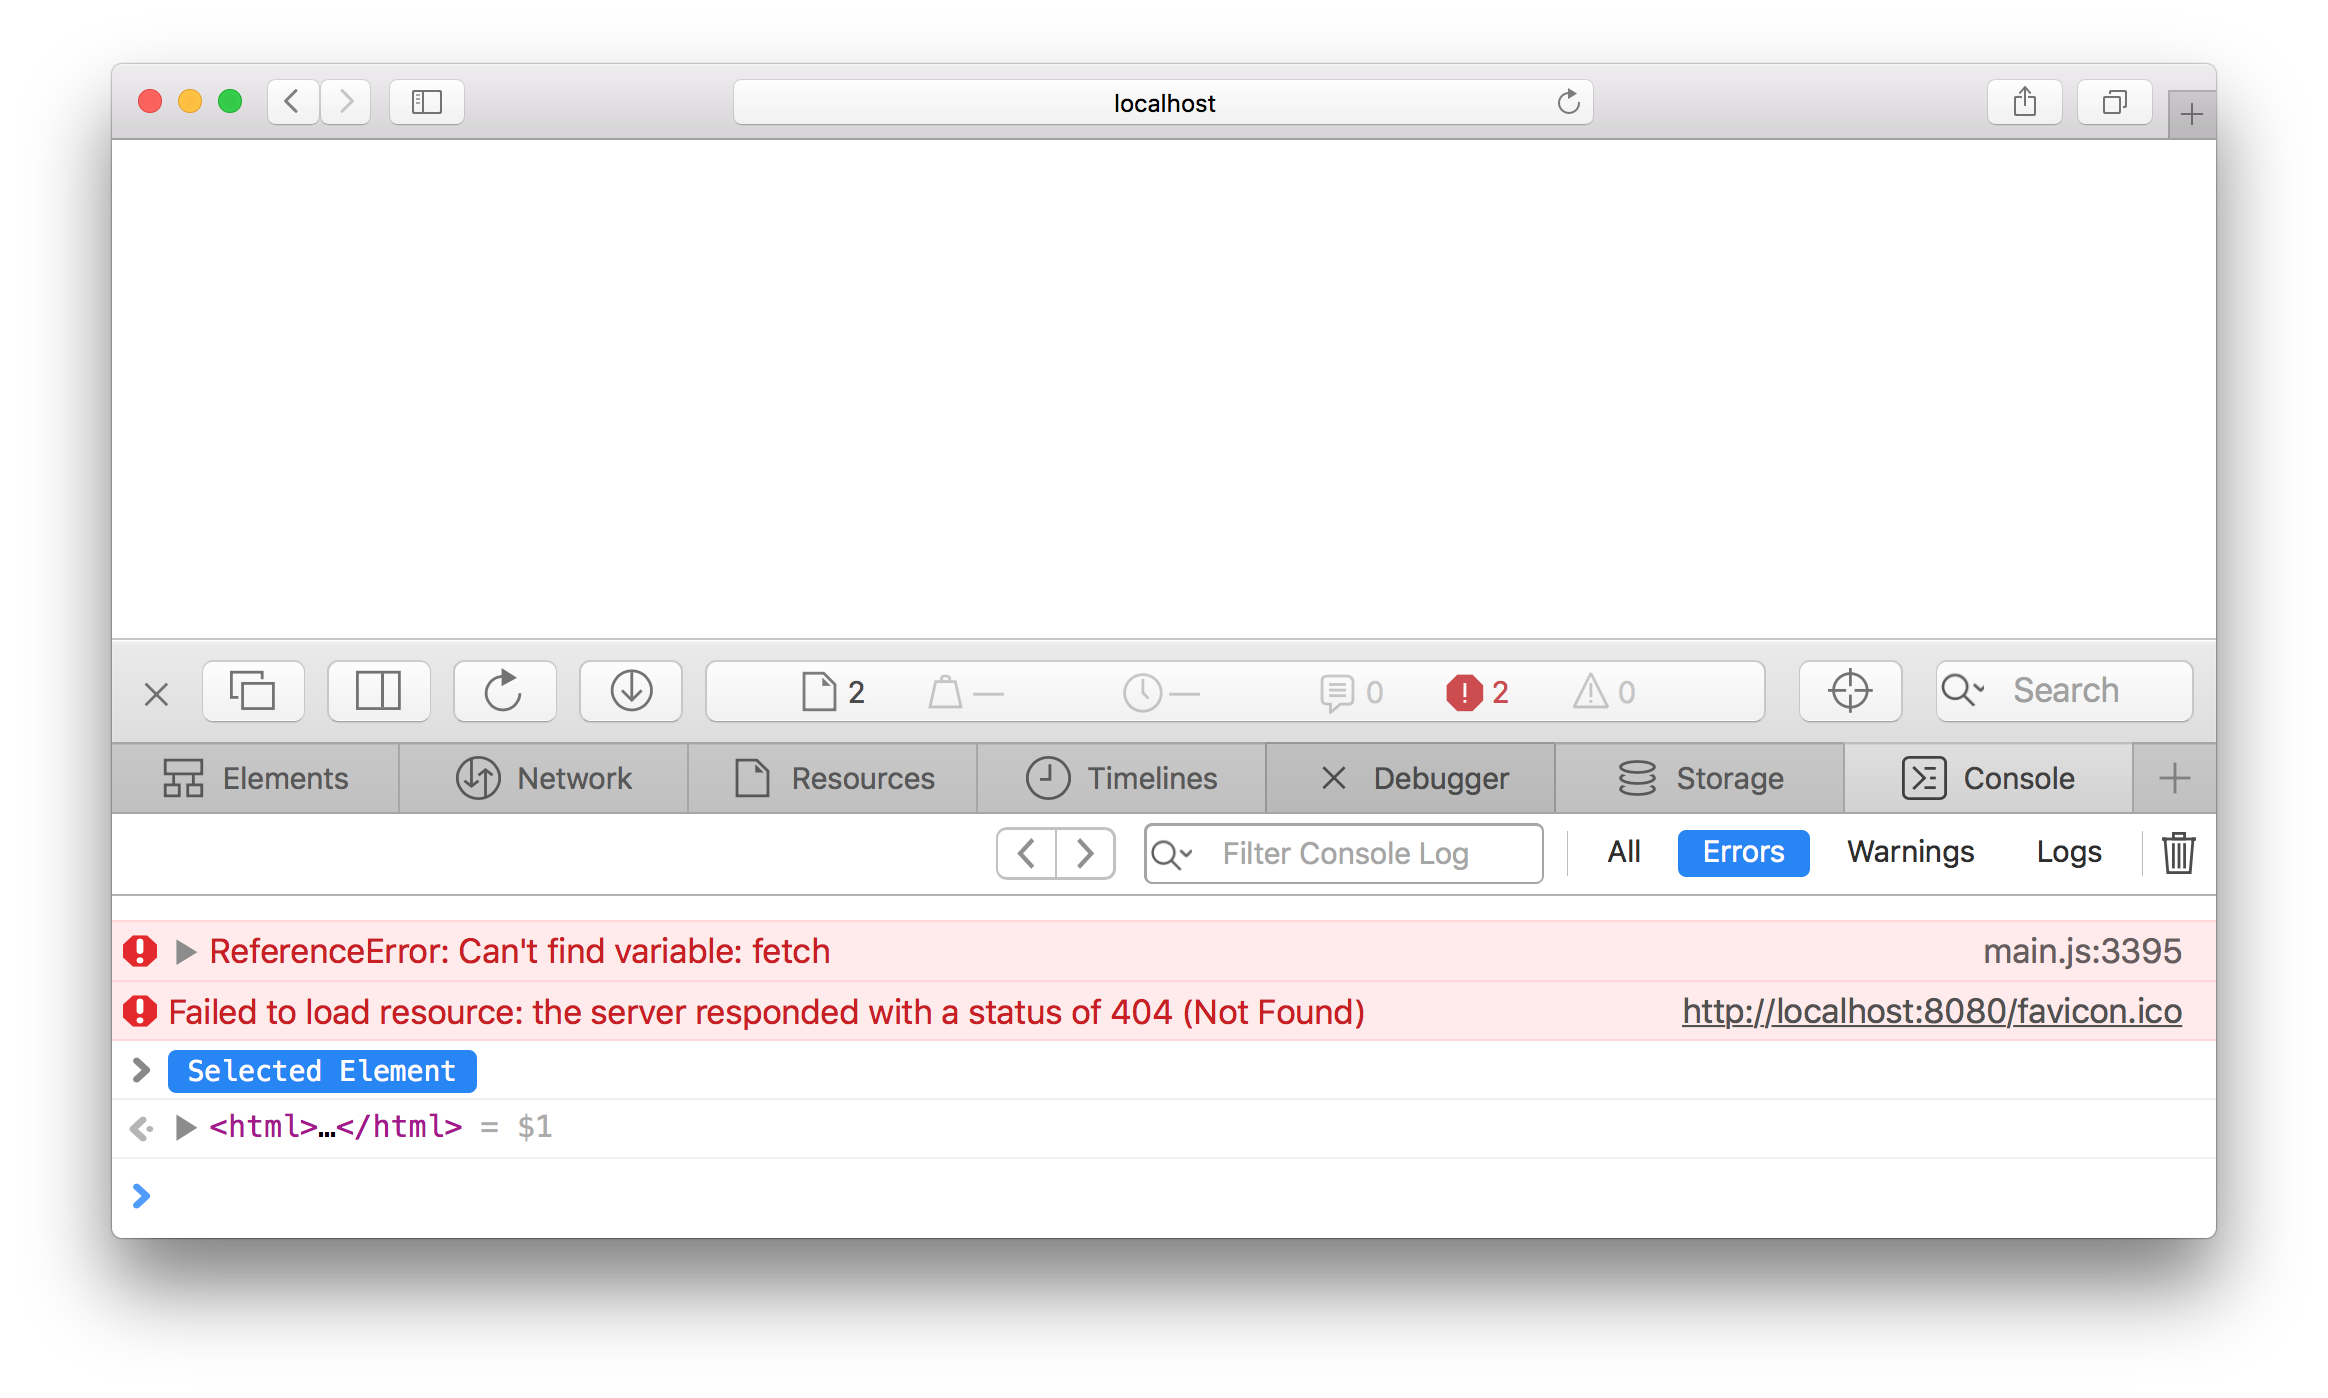 localhost
2 — — 0 2 0 Search
Elements Network Resources Timelines Debugger Storage Console
Filter Console Log All Errors Warnings Logs
ReferenceError: Can't find variable: fetch main.js:3395
Failed to load resource: the server responded with a status of 404 (Not Found) http://localhost:8080/favicon.ico
Selected Element
<html>…</html> = $1